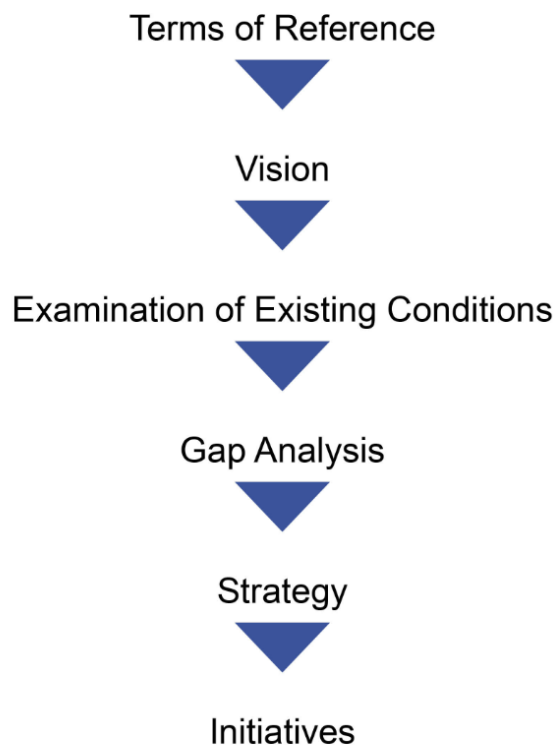 Terms of Reference
Vision
Examination of Existing Conditions
Gap Analysis
Strategy
Initiatives